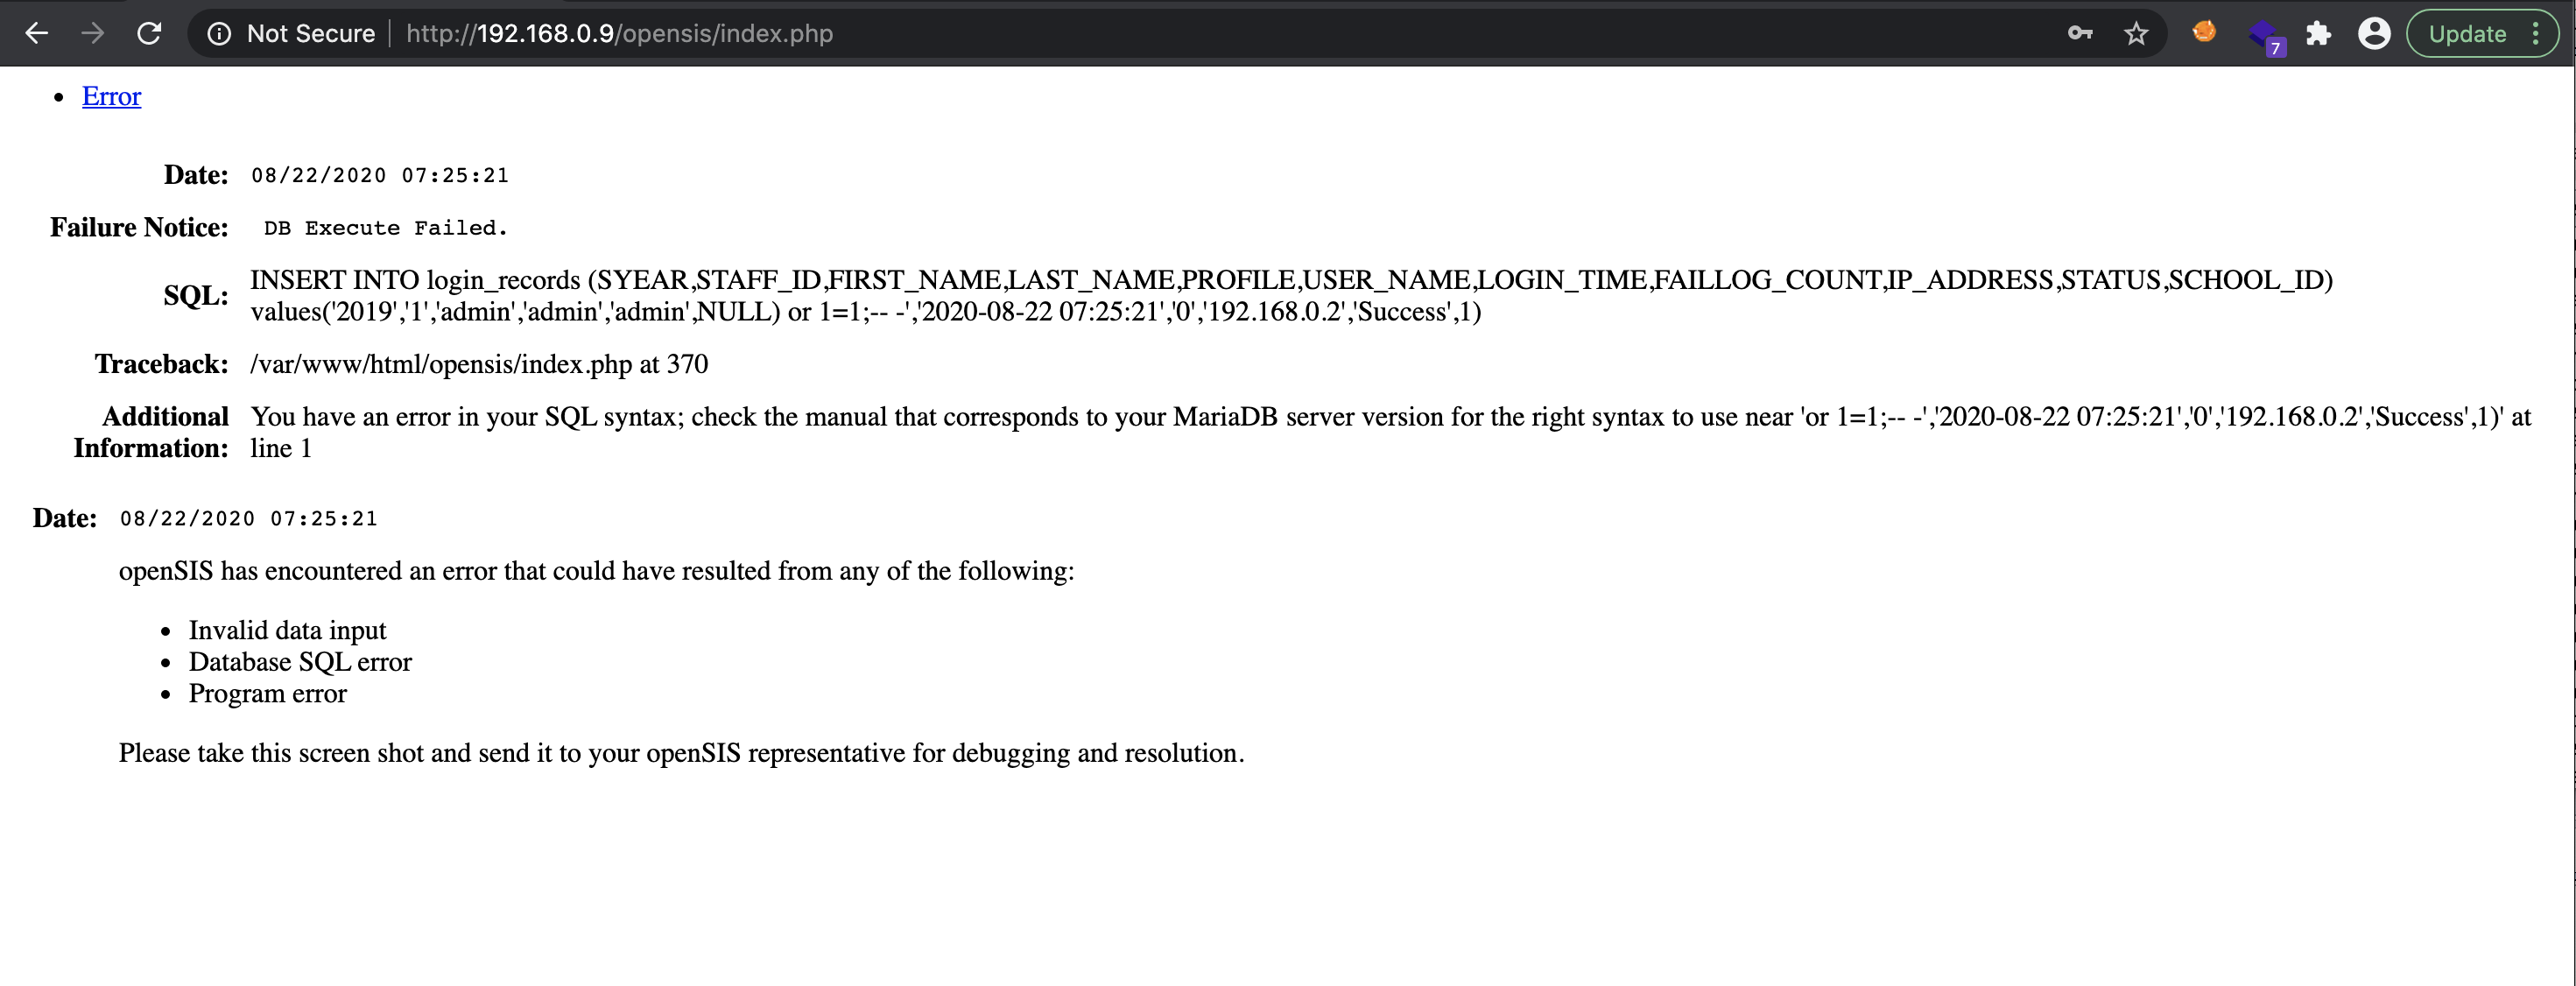 Not Secure | http://192.168.0.9/opensis/index.php
7
Update
Error
Date: 08/22/2020 07:25:21
Failure Notice: DB Execute Failed.
SQL: INSERT INTO login_records (SYEAR,STAFF_ID,FIRST_NAME,LAST_NAME,PROFILE,USER_NAME,LOGIN_TIME,FAILLOG_COUNT,IP_ADDRESS,STATUS,SCHOOL_ID)
values('2019','1','admin','admin','admin',NULL) or 1=1;-- -','2020-08-22 07:25:21','0','192.168.0.2','Success',1)
Traceback: /var/www/html/opensis/index.php at 370
Additional You have an error in your SQL syntax; check the manual that corresponds to your MariaDB server version for the right syntax to use near 'or 1=1;-- -','2020-08-22 07:25:21','0','192.168.0.2','Success',1)' at
Information: line 1
Date: 08/22/2020 07:25:21
openSIS has encountered an error that could have resulted from any of the following:
Invalid data input
Database SQL error
Program error
Please take this screen shot and send it to your openSIS representative for debugging and resolution.